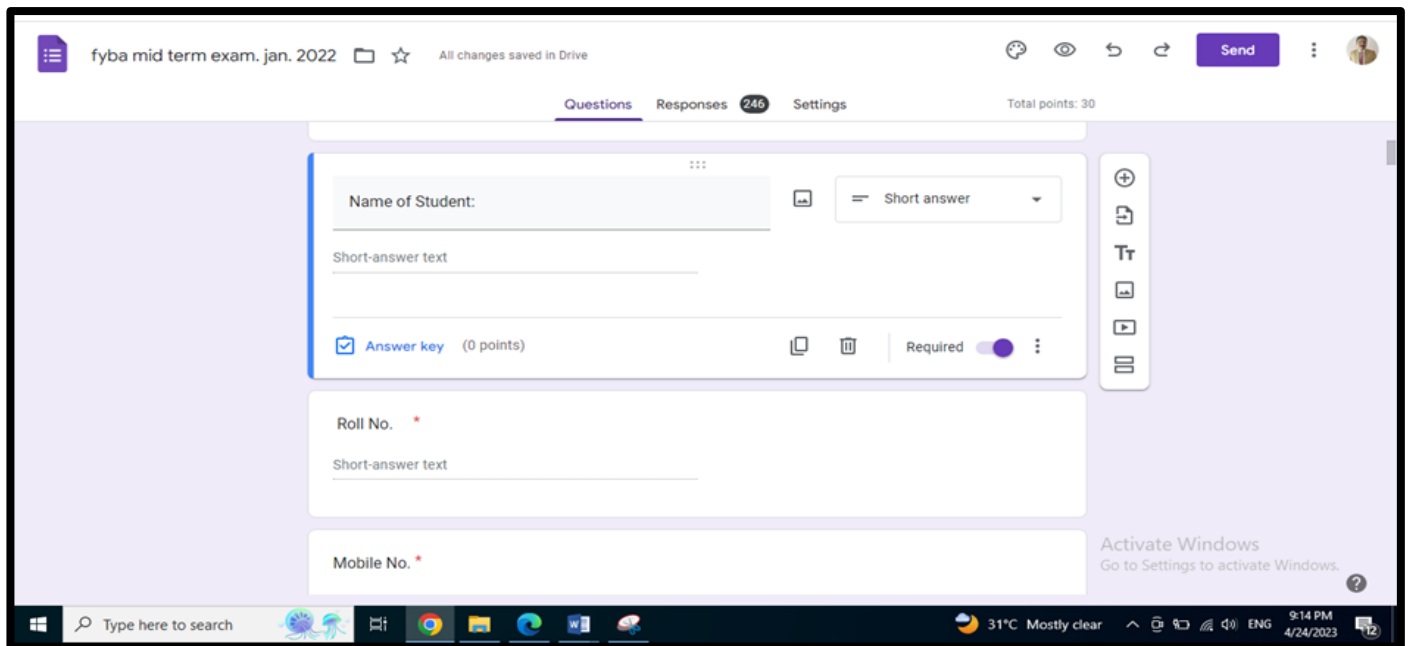 fyba mid term exam. jan. 2022
All changes saved in Drive
Send
Questions Responses 246 Settings
Total points: 30
Name of Student:
Short answer
Short-answer text
Answer key (0 points)
Required
Roll No. *
Short-answer text
Mobile No. *
Activate Windows
Go to Settings to activate Windows.
Type here to search
31°C Mostly clear
ENG
9:14 PM
4/24/2023
12